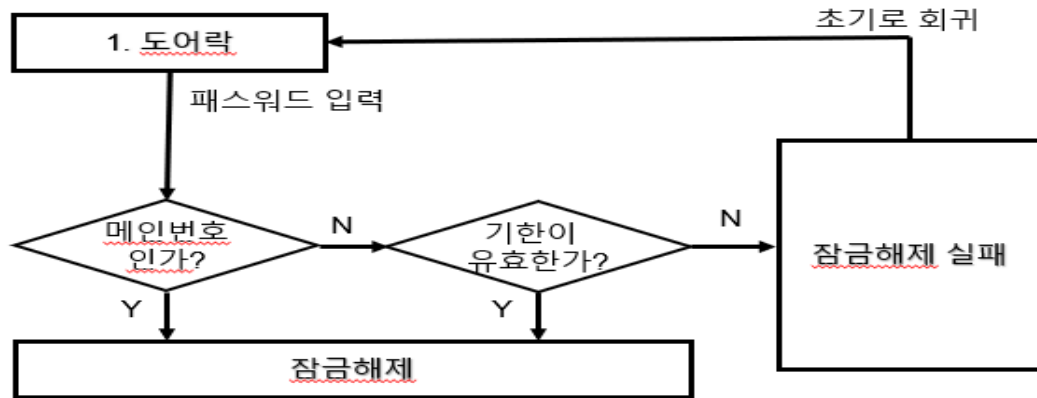 초기로 회귀
1. 도어락
패스워드 입력
메인번호
인가?
N
기한이
유효한가?
N
잠금해제 실패
Y
Y
잠금해제